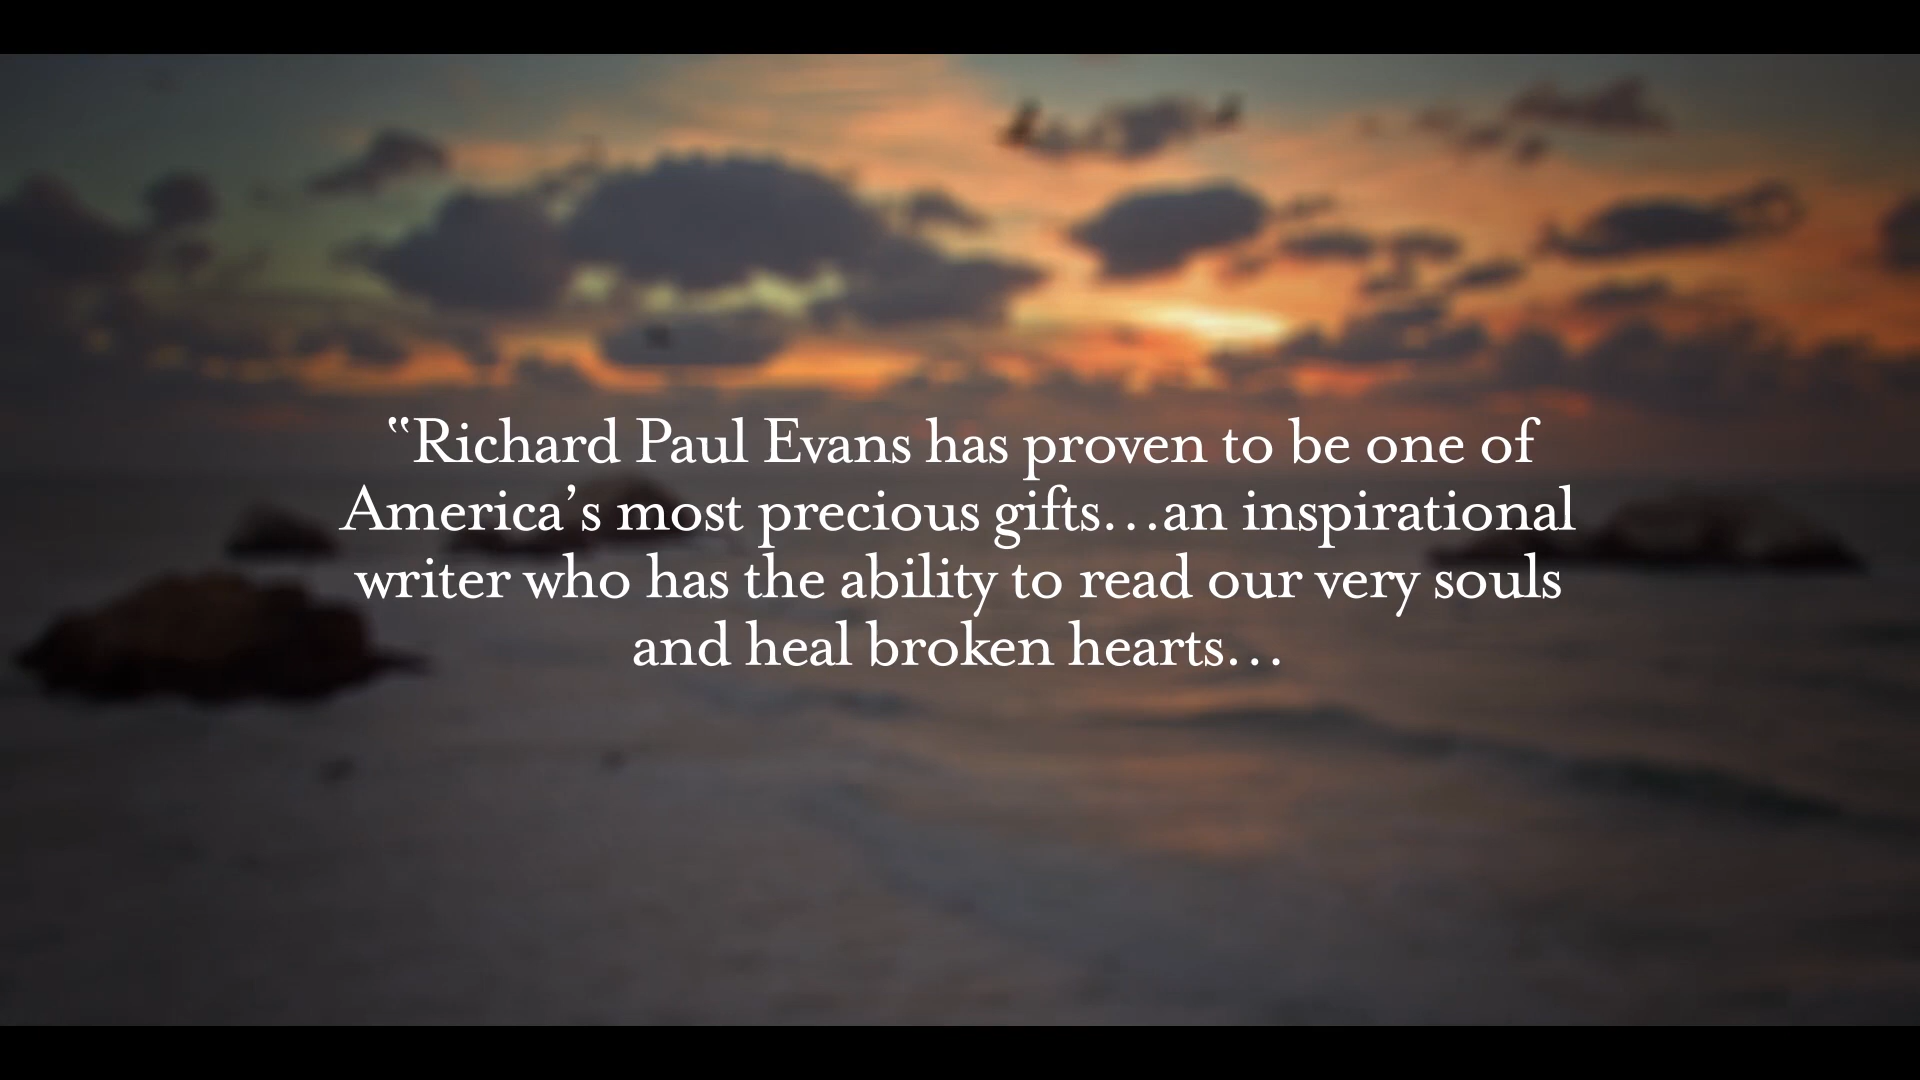 “Richard Paul Evans has proven to be one of
America’s most precious gifts…an inspirational
writer who has the ability to read our very souls
and heal broken hearts…